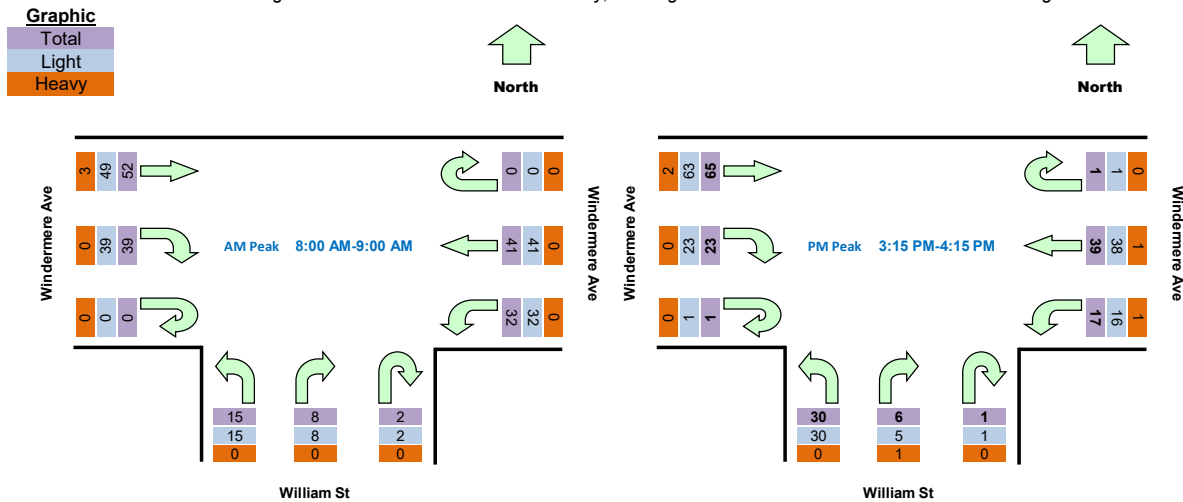 Graphic
Total
Light
Heavy
North
North
3 49 52
0 0 0
2 63 65
1 1 0
Windermere Ave
0 39 39
AM Peak 8:00 AM-9:00 AM
41 41 0
Windermere Ave
Windermere Ave
0 23 23
PM Peak 3:15 PM-4:15 PM
39 38 1
Windermere Ave
0 0 0
32 32 0
0 1 1
17 16 1
15 8 2
15 8 2
0 0 0
30 6 1
30 5 1
0 1 0
William St
William St